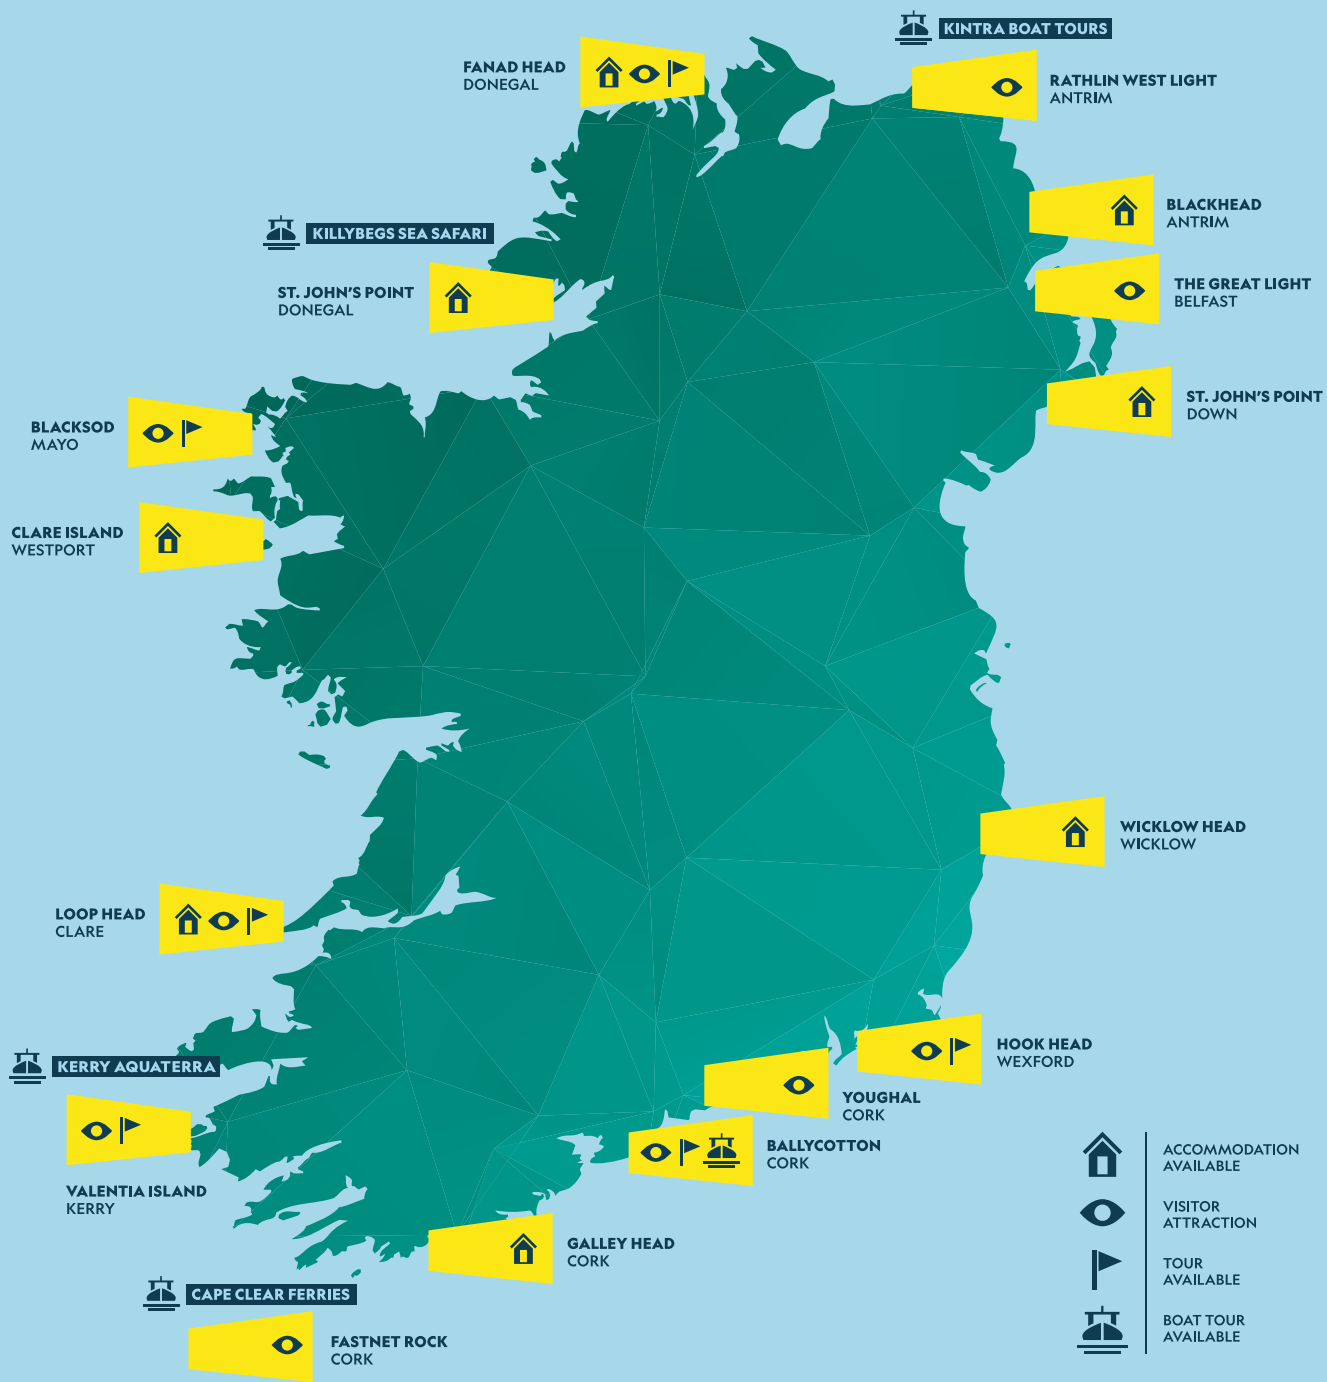 KINTRA BOAT TOURS
FANAD HEAD
DONEGAL
RATHLIN WEST LIGHT
ANTRIM
BLACKHEAD
ANTRIM
KILLYBEGS SEA SAFARI
ST. JOHN'S POINT
DONEGAL
THE GREAT LIGHT
BELFAST
ST. JOHN'S POINT
DOWN
BLACKSOD
MAYO
CLARE ISLAND
WESTPORT
WICKLOW HEAD
WICKLOW
LOOP HEAD
CLARE
HOOK HEAD
WEXFORD
KERRY AQUATERRA
YOUGHAL
CORK
BALLYCOTTON
CORK
VALENTIA ISLAND
KERRY
GALLEY HEAD
CORK
CAPE CLEAR FERRIES
FASTNET ROCK
CORK
ACCOMMODATION
AVAILABLE
VISITOR
ATTRACTION
TOUR
AVAILABLE
BOAT TOUR
AVAILABLE